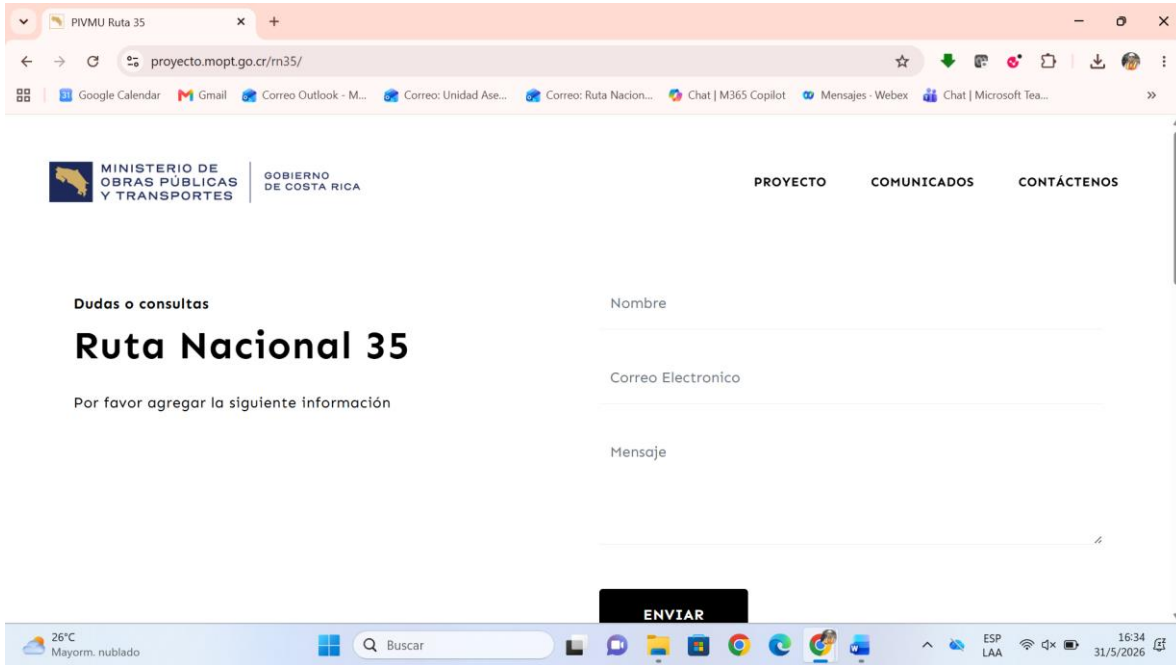 PIVMU Ruta 35
proyecto.mopt.go.cr/rn35/
31 Google Calendar Gmail Correo Outlook - M... Correo: Unidad Ase... Correo: Ruta Nacion... Chat | M365 Copilot Mensajes - Webex Chat | Microsoft Tea...
MINISTERIO DE
OBRAS PÚBLICAS
Y TRANSPORTES
GOBIERNO
DE COSTA RICA
PROYECTO COMUNICADOS CONTÁCTENOS
Dudas o consultas
Ruta Nacional 35
Por favor agregar la siguiente información
Nombre
Correo Electronico
Mensaje
ENVIAR
26°C
Mayorm. nublado
Buscar
ESP
LAA
16:34
31/5/2026